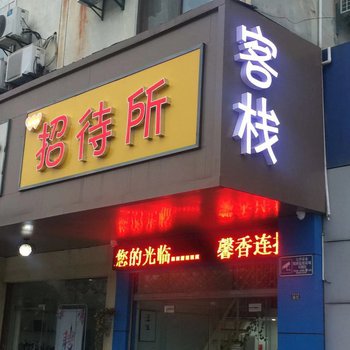 招待所
客栈
您的光临......  馨香连